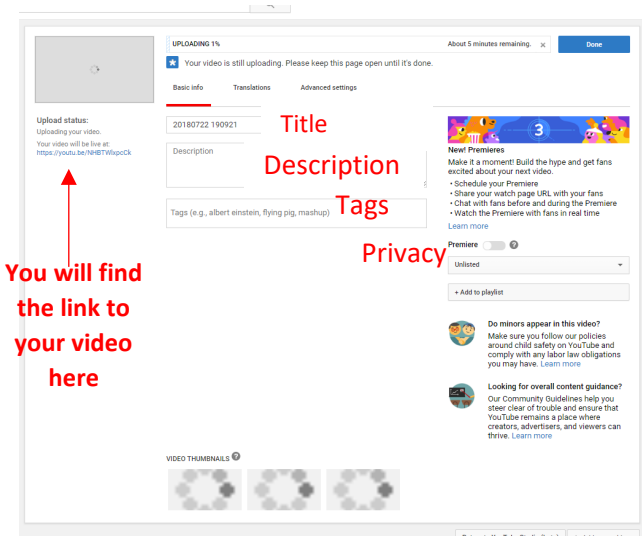 UPLOADING 1%
About 5 minutes remaining.
Done
Your video is still uploading. Please keep this page open until it's done.
Basic info
Translations
Advanced settings
Upload status:
Uploading your video.
Your video will be live at:
https://youtu.be/NHBTWlxpcCk
20180722 190921
Title
Description
Description
Tags (e.g., albert einstein, flying pig, mashup)
Tags
Privacy
You will find
the link to
your video
here
3
New! Premieres
Make it a moment! Build the hype and get fans
excited about your next video.
• Schedule your Premiere
• Share your watch page URL with your fans
• Chat with fans before and during the Premiere
• Watch the Premiere with fans in real time
Learn more
Premiere
Unlisted
+ Add to playlist
Do minors appear in this video?
Make sure you follow our policies
around child safety on YouTube and
comply with any labor law obligations
you may have. Learn more
Looking for overall content guidance?
Our Community Guidelines help you
steer clear of trouble and ensure that
YouTube remains a place where
creators, advertisers, and viewers can
thrive. Learn more
VIDEO THUMBNAILS